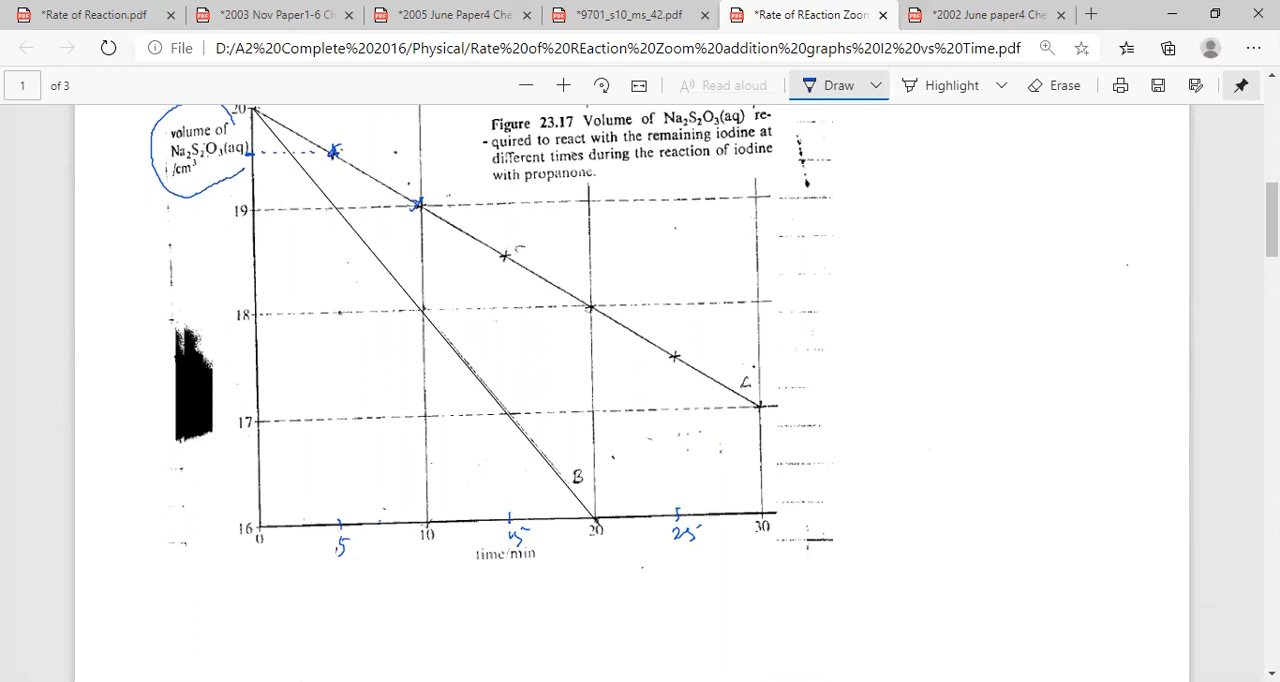 *Rate of Reaction.pdf
*2003 Nov Paper1-6 Ch
*2005 June Paper4 Che
*9701_s10_ms_42.pdf
*Rate of REaction Zoom
*2002 June paper4 Che
File
D:/A2%20Complete%202016/Physical/Rate%20of%20REaction%20Zoom%20addition%20graphs%20I2%20vs%20Time.pdf
1
of 3
Read aloud
Draw
Highlight
Erase
20
volume of
Na₂S₂O₃(aq)
/cm³
Figure 23.17 Volume of Na₂S₂O₃(aq) re-
-quired to react with the remaining iodine at
different times during the reaction of iodine
with propanone.
19
18
17
B
16
0
5
10
15
20
25
30
time/min